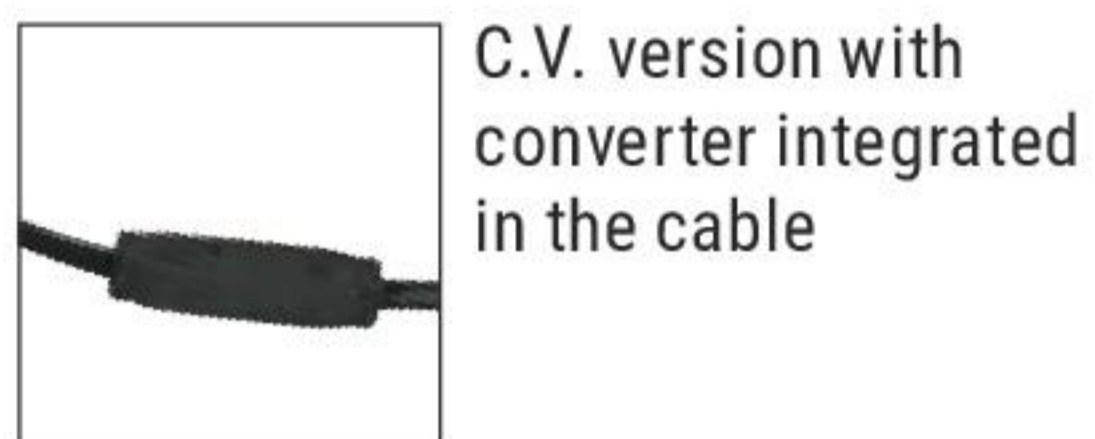 C.V. version with
converter integrated
in the cable